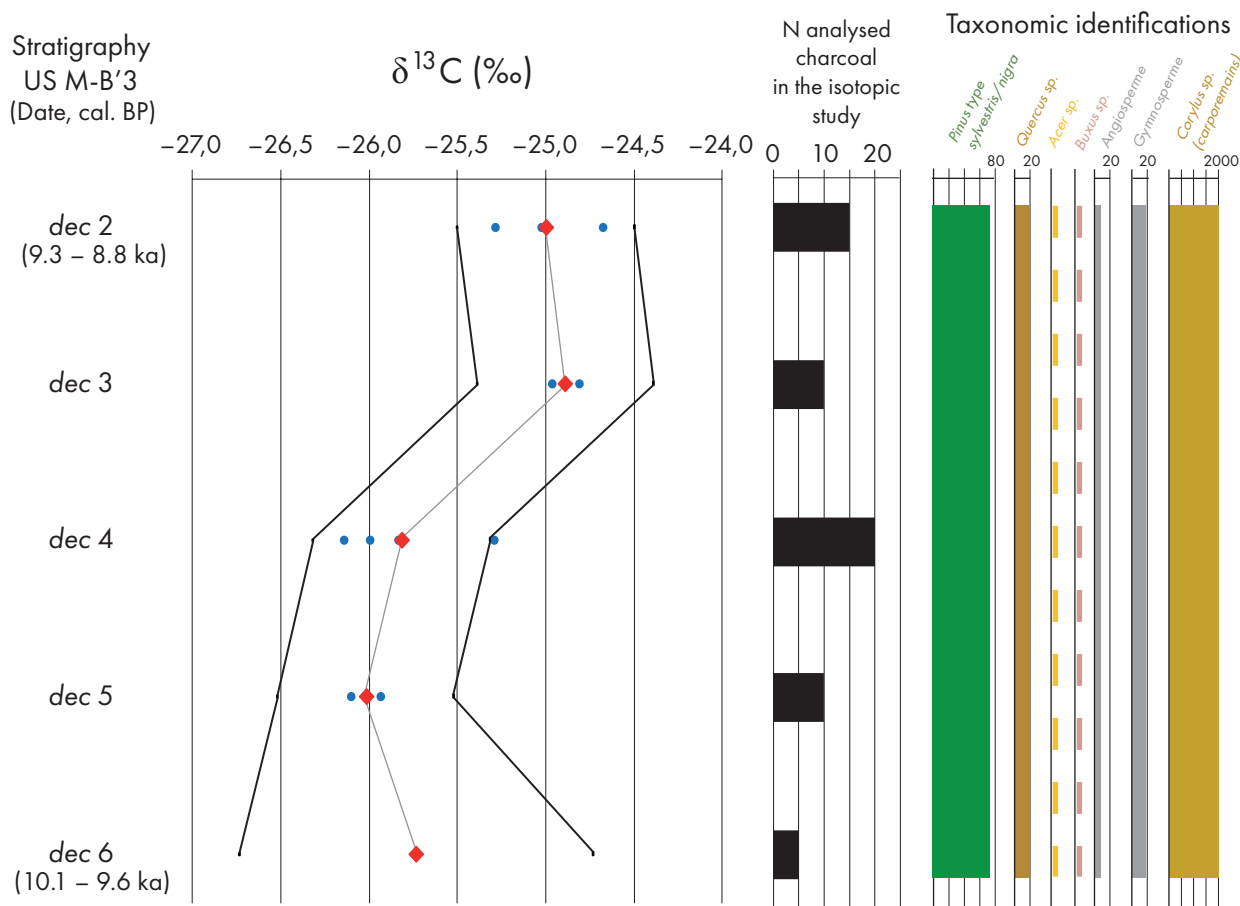 Stratigraphy
US M-B’3
(Date, cal. BP)
δ¹³C (‰)
N analysed
charcoal
in the isotopic
study
Taxonomic identifications
Pinus type
sylvestris/nigra
Quercus sp.
Acer sp.
Buxus sp.
Angiosperme
Gymnosperme
Corylus sp.
(carporemains)
−27,0 −26,5 −26,0 −25,5 −25,0 −24,5 −24,0
0 10 20
80 20 20 20 2000
dec 2
(9.3 – 8.8 ka)
dec 3
dec 4
dec 5
dec 6
(10.1 – 9.6 ka)